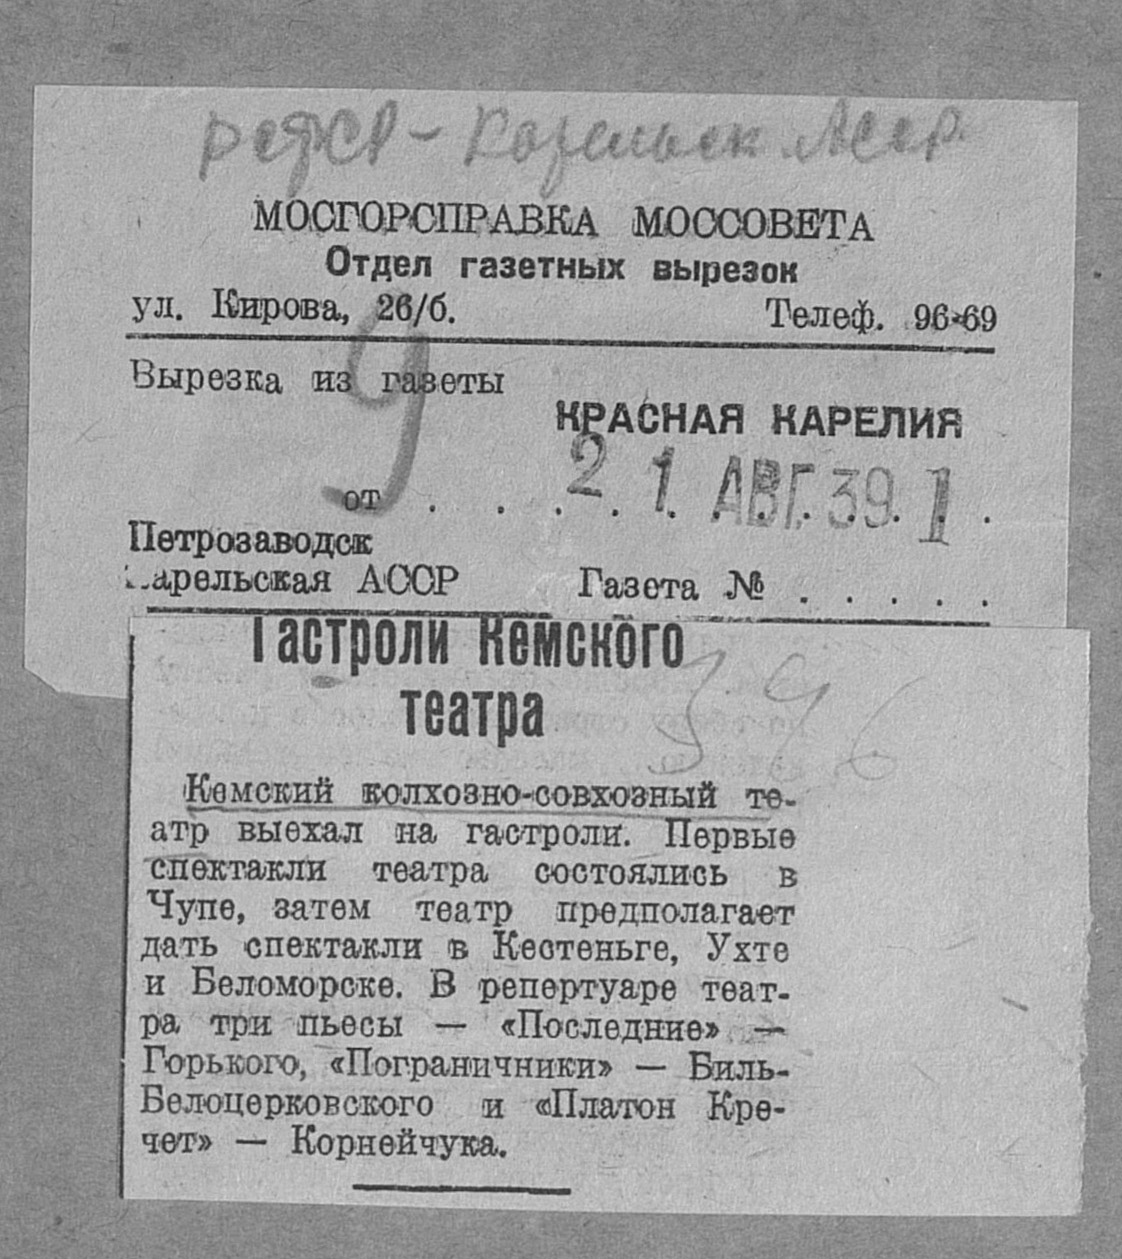 РСФСР – Карельск АССР
МОСГОРСПРАВКА МОССОВЕТА
Отдел газетных вырезок
ул. Кирова, 26/б.   Телеф. 96-69
Вырезка из газеты
9
КРАСНАЯ КАРЕЛИЯ
от . . . 21 АВГ. 39 1 .
Петрозаводск
Карельская АССР   Газета № . . . . .
Гастроли Кемского
театра
396
Кемский колхозно-совхозный те-
атр выехал на гастроли. Первые
спектакли театра состоялись в
Чупе, затем театр предполагает
дать спектакли в Кестеньге, Ухте
и Беломорске. В репертуаре теат-
ра три пьесы — «Последние» —
Горького, «Пограничники» — Биль-
Белоцерковского и «Платон Кре-
чет» — Корнейчука.